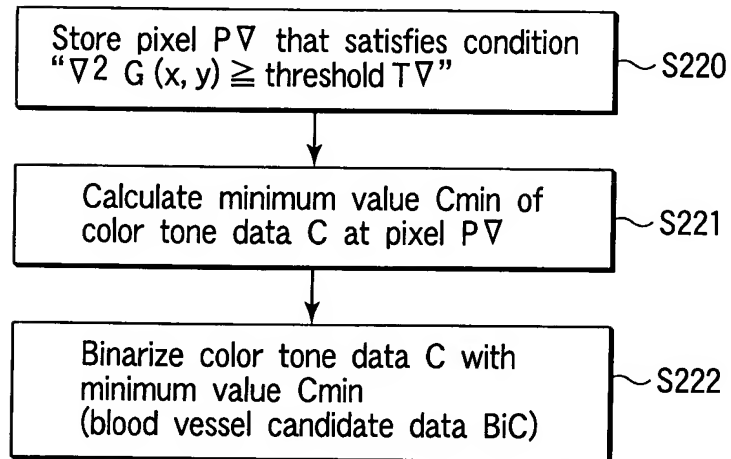 Store pixel P∇ that satisfies condition
“∇2 G (x, y) ≧ threshold T∇”
S220
Calculate minimum value Cmin of
color tone data C at pixel P∇
S221
Binarize color tone data C with
minimum value Cmin
(blood vessel candidate data BiC)
S222